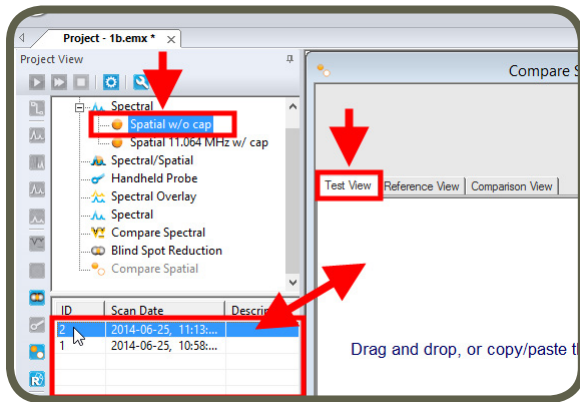 Project - 1b.emx *
Project View
Compare S
Spectral
Spatial w/o cap
Spatial 11.064 MHz w/ cap
Spectral/Spatial
Handheld Probe
Spectral Overlay
Spectral
Compare Spectral
Blind Spot Reduction
Compare Spatial
Test View Reference View Comparison View
ID Scan Date Descrip
2 2014-06-25, 11:13:...
1 2014-06-25, 10:58:...
Drag and drop, or copy/paste t